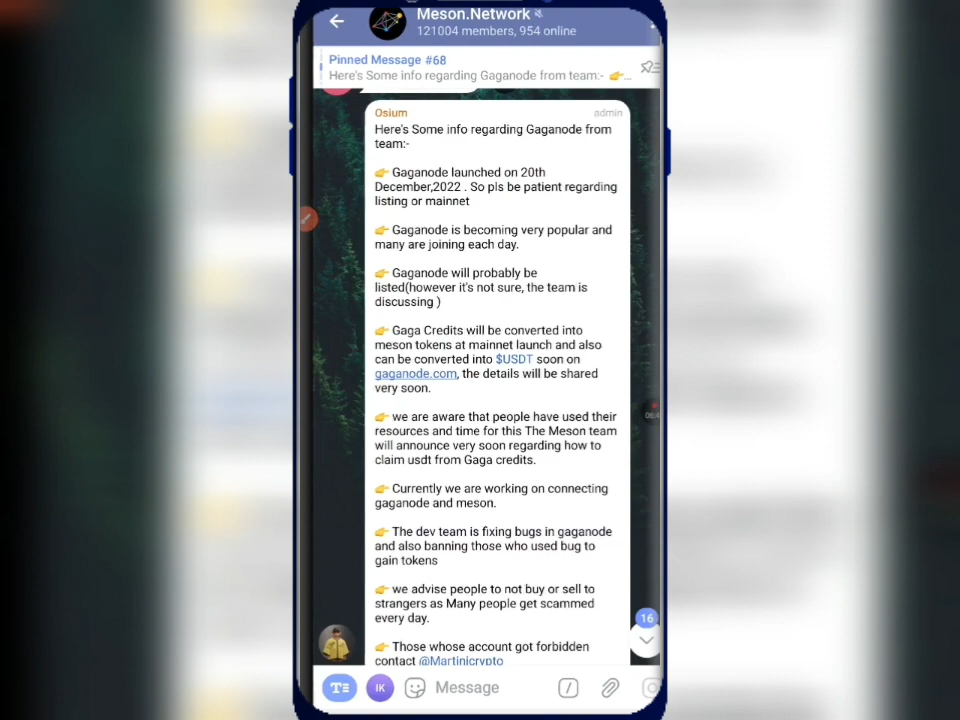 Meson.Network
121004 members, 954 online
Pinned Message #68
Here's Some info regarding Gaganode from team:- 👉...
Osium admin
Here's Some info regarding Gaganode from
team:-
👉 Gaganode launched on 20th
December,2022 . So pls be patient regarding
listing or mainnet
👉 Gaganode is becoming very popular and
many are joining each day.
👉 Gaganode will probably be
listed(however it's not sure, the team is
discussing )
👉 Gaga Credits will be converted into
meson tokens at mainnet launch and also
can be converted into $USDT soon on
gaganode.com, the details will be shared
very soon.
👉 we are aware that people have used their
resources and time for this The Meson team
will announce very soon regarding how to
claim usdt from Gaga credits.
👉 Currently we are working on connecting
gaganode and meson.
👉 The dev team is fixing bugs in gaganode
and also banning those who used bug to
gain tokens
👉 we advise people to not buy or sell to
strangers as Many people get scammed
every day.
16
👉 Those whose account got forbidden
contact @Martinicrypto
T IK Message /